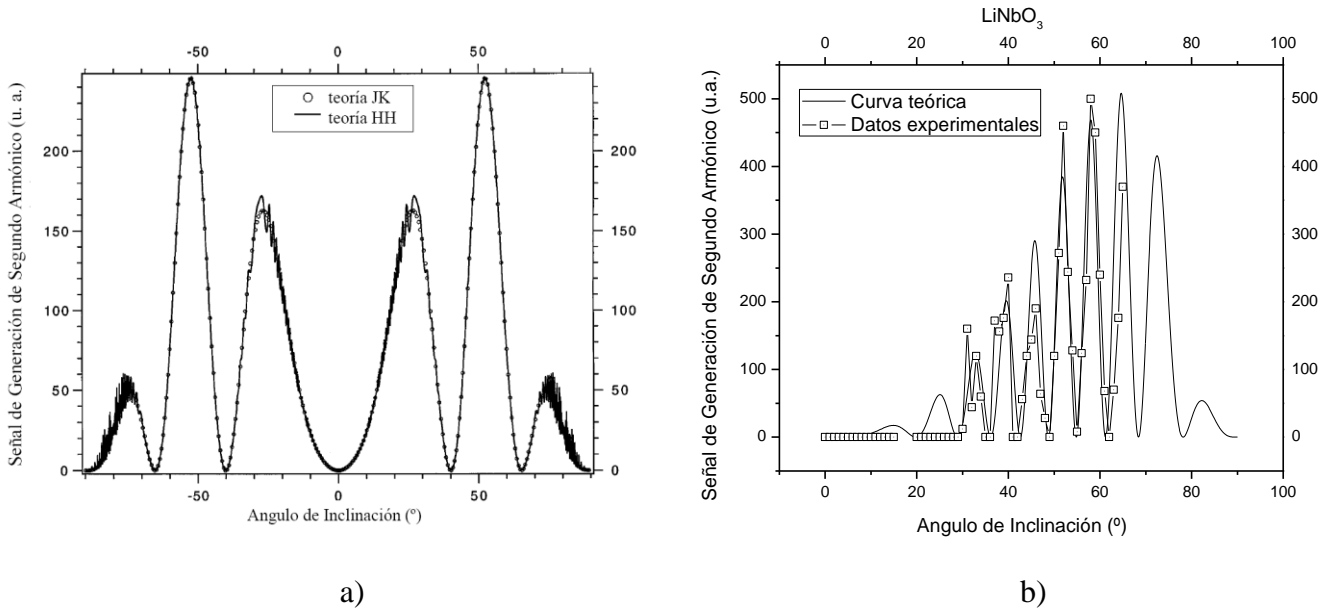 -50 0 50
teoría JK
teoría HH
Señal de Generación de Segundo Armónico (u. a.)
200
150
100
50
0
200
150
100
50
0
-50 0 50
Angulo de Inclinación (º)
a)
LiNbO3
0 20 40 60 80 100
Curva teórica
Datos experimentales
Señal de Generación de Segundo Armónico (u.a.)
500
400
300
200
100
0
500
400
300
200
100
0
0 20 40 60 80 100
Angulo de Inclinación (º)
b)